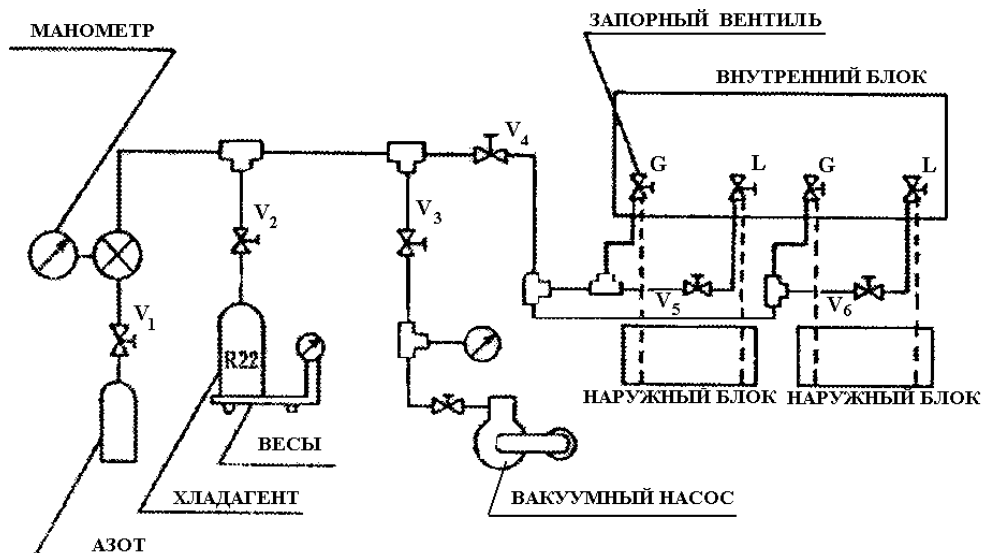 МАНОМЕТР
ЗАПОРНЫЙ ВЕНТИЛЬ
ВНУТРЕННИЙ БЛОК
V4
G
L
G
L
V2
V3
V1
V5
V6
R22
НАРУЖНЫЙ БЛОК
НАРУЖНЫЙ БЛОК
ВЕСЫ
ХЛАДАГЕНТ
ВАКУУМНЫЙ НАСОС
АЗОТ